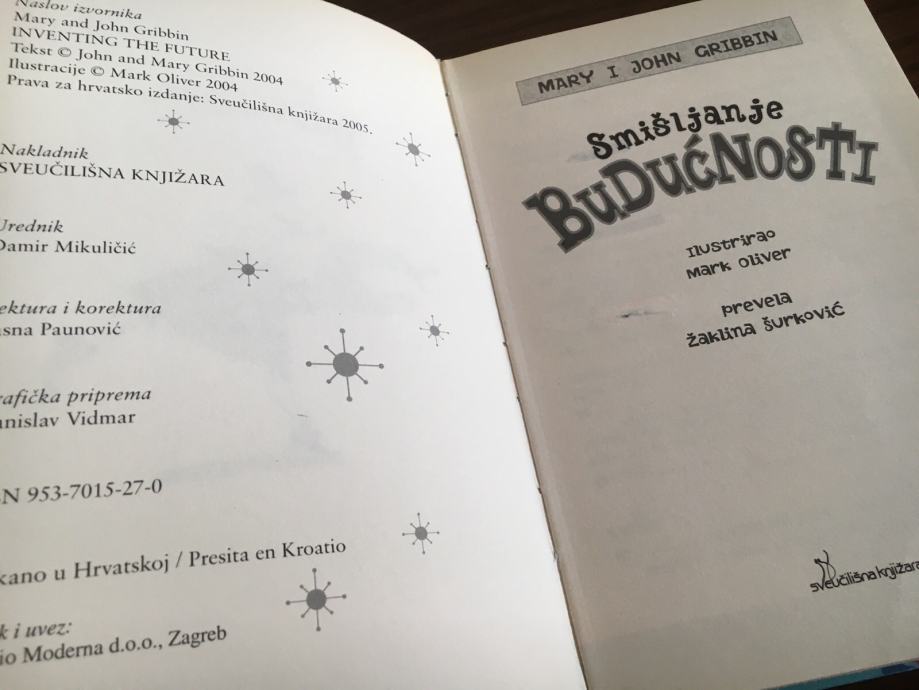 Naslov izvornika
Mary and John Gribbin
INVENTING THE FUTURE
Tekst © John and Mary Gribbin 2004
Ilustracije © Mark Oliver 2004
Prava za hrvatsko izdanje: Sveučilišna knjižara 2005.
Nakladnik
SVEUČILIŠNA KNJIŽARA
Urednik
Damir Mikuličić
ektura i korektura
asna Paunović
rafička priprema
anislav Vidmar
N 953-7015-27-0
kano u Hrvatskoj / Presita en Kroatio
k i uvez:
io Moderna d.o.o., Zagreb
MARY I JOHN GRIBBIN
Smišljanje
BUDUĆNOSTI
Ilustrirao
Mark Oliver
prevela
Žaklina Šurković
sveučilišna knjižara